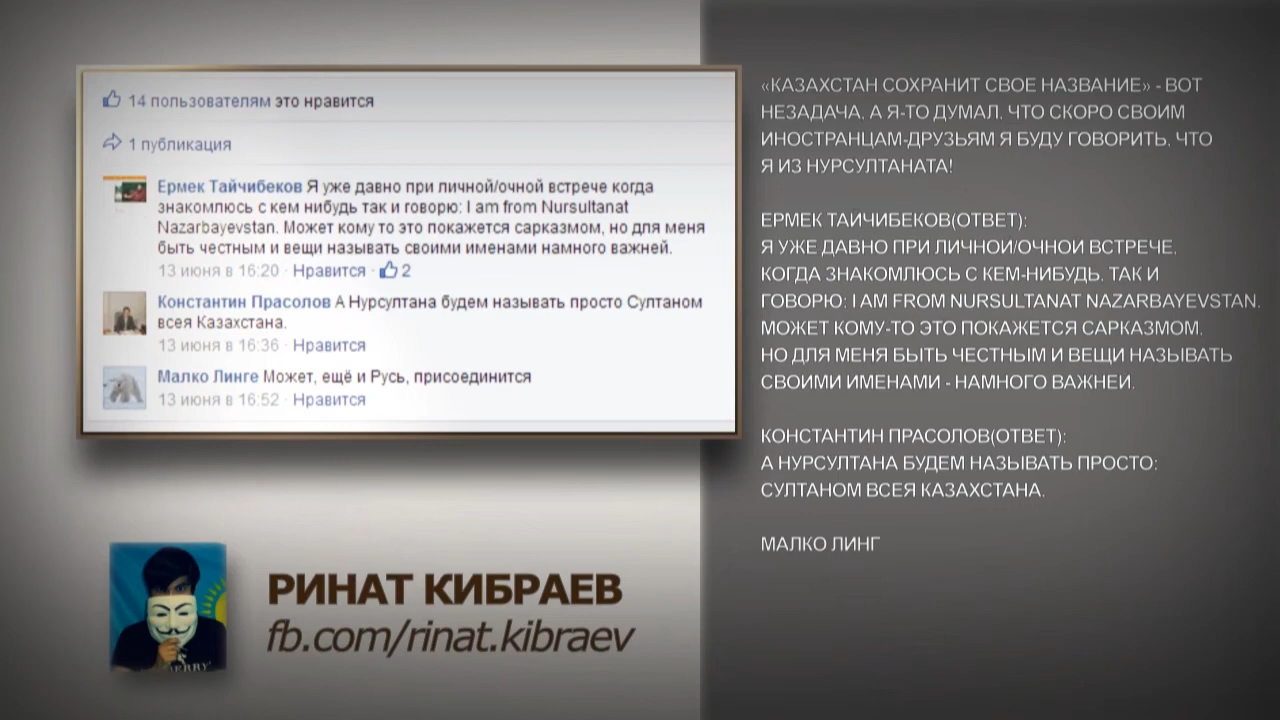 14 пользователям это нравится
1 публикация
Ермек Тайчибеков Я уже давно при личной/очной встрече когда
знакомлюсь с кем нибудь так и говорю: I am from Nursultanat
Nazarbayevstan. Может кому то это покажется сарказмом, но для меня
быть честным и вещи называть своими именами намного важней.
13 июня в 16:20 · Нравится · 2
Константин Прасолов А Нурсултана будем называть просто Султаном
всея Казахстана.
13 июня в 16:36 · Нравится
Малко Линге Может, ещё и Русь, присоединится
13 июня в 16:52 · Нравится
РИНАТ КИБРАЕВ
fb.com/rinat.kibraev
BERRY
«КАЗАХСТАН СОХРАНИТ СВОЕ НАЗВАНИЕ» - ВОТ
НЕЗАДАЧА, А Я-ТО ДУМАЛ, ЧТО СКОРО СВОИМ
ИНОСТРАНЦАМ-ДРУЗЬЯМ Я БУДУ ГОВОРИТЬ, ЧТО
Я ИЗ НУРСУЛТАНАТА!
ЕРМЕК ТАЙЧИБЕКОВ(ОТВЕТ):
Я УЖЕ ДАВНО ПРИ ЛИЧНОЙ/ОЧНОЙ ВСТРЕЧЕ,
КОГДА ЗНАКОМЛЮСЬ С КЕМ-НИБУДЬ, ТАК И
ГОВОРЮ: I AM FROM NURSULTANAT NAZARBAYEVSTAN.
МОЖЕТ КОМУ-ТО ЭТО ПОКАЖЕТСЯ САРКАЗМОМ,
НО ДЛЯ МЕНЯ БЫТЬ ЧЕСТНЫМ И ВЕЩИ НАЗЫВАТЬ
СВОИМИ ИМЕНАМИ - НАМНОГО ВАЖНЕЙ.
КОНСТАНТИН ПРАСОЛОВ(ОТВЕТ):
А НУРСУЛТАНА БУДЕМ НАЗЫВАТЬ ПРОСТО:
СУЛТАНОМ ВСЕЯ КАЗАХСТАНА.
МАЛКО ЛИНГ